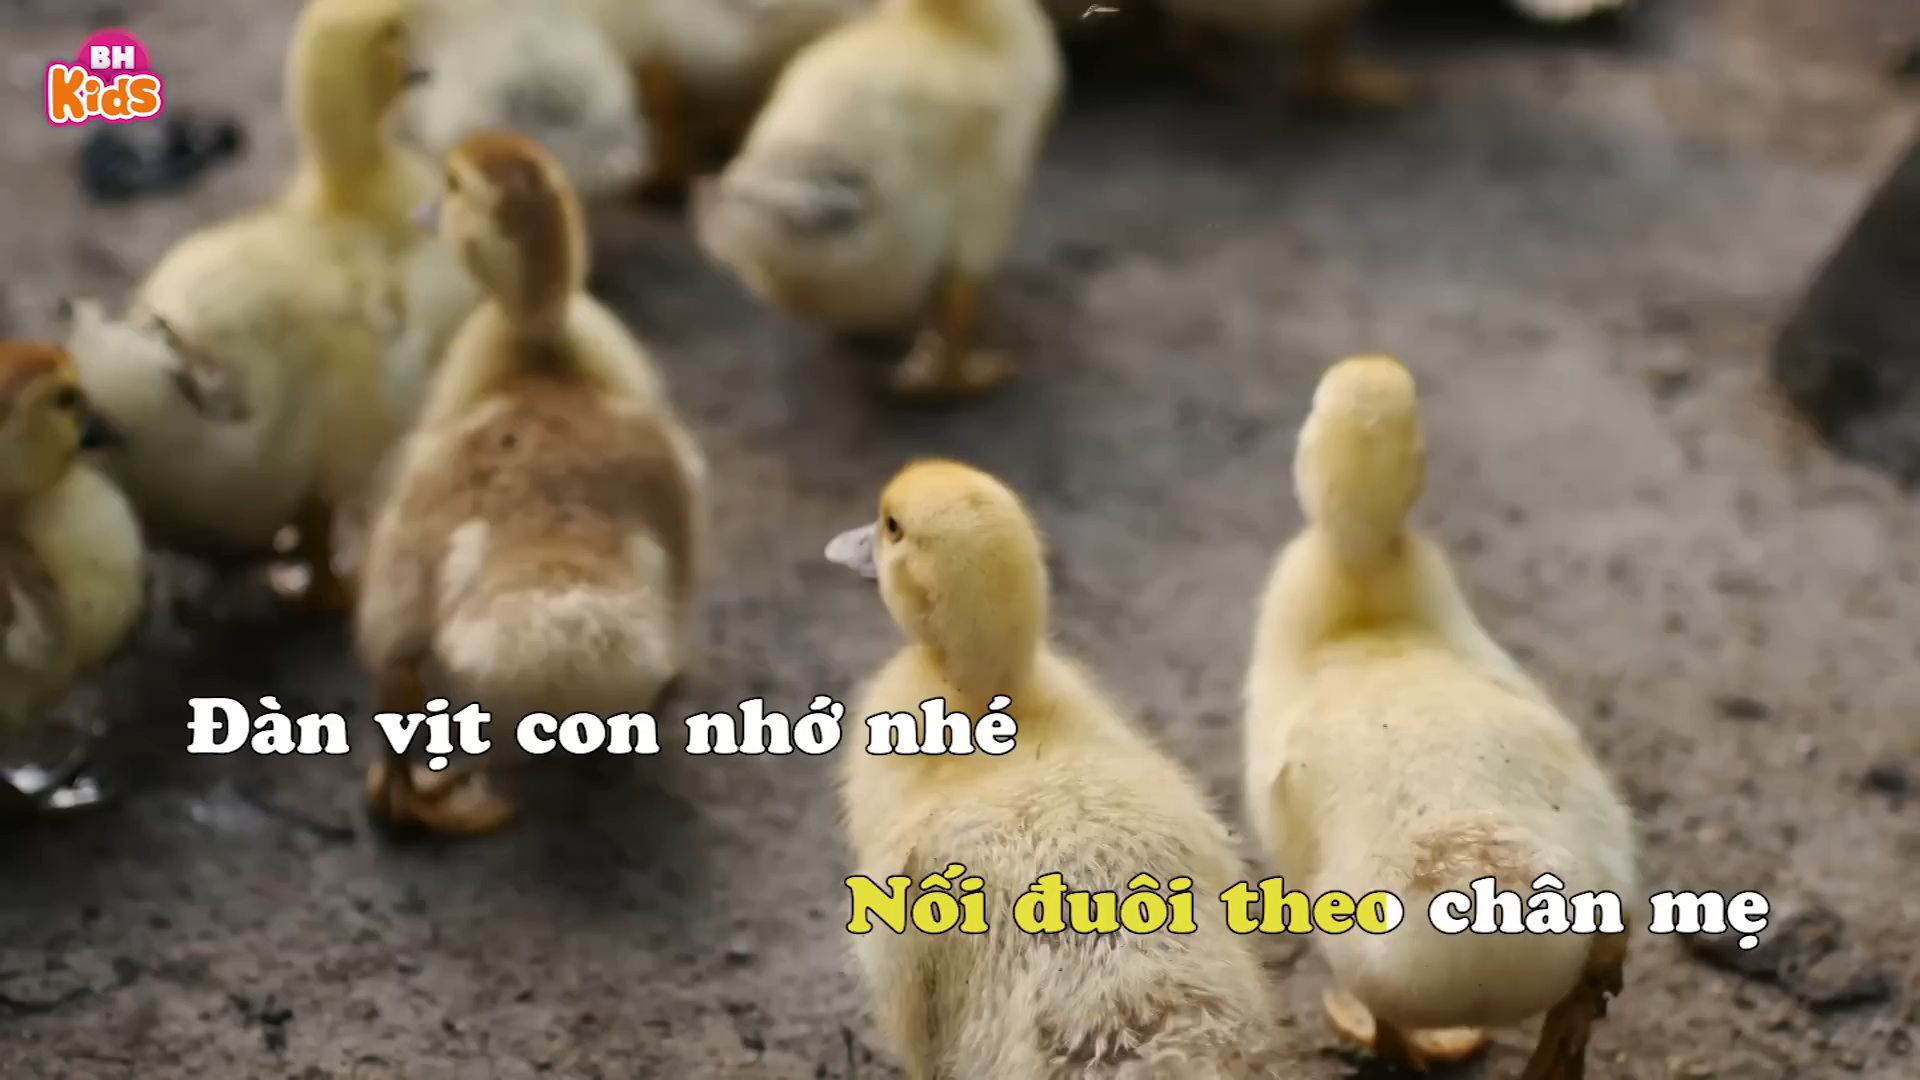 BH
Kids
Đàn vịt con nhớ nhé
Nối đuôi theo chân mẹ